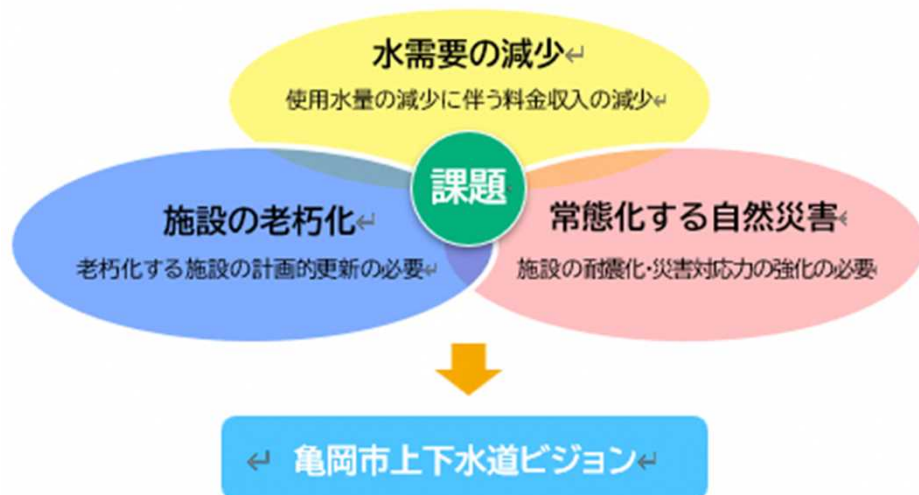 水需要の減少↵
使用水量の減少に伴う料金収入の減少↵
課題
施設の老朽化↵
老朽化する施設の計画的更新の必要↵
常態化する自然災害↵
施設の耐震化・災害対応力の強化の必要↵
↵ 亀岡市上下水道ビジョン↵